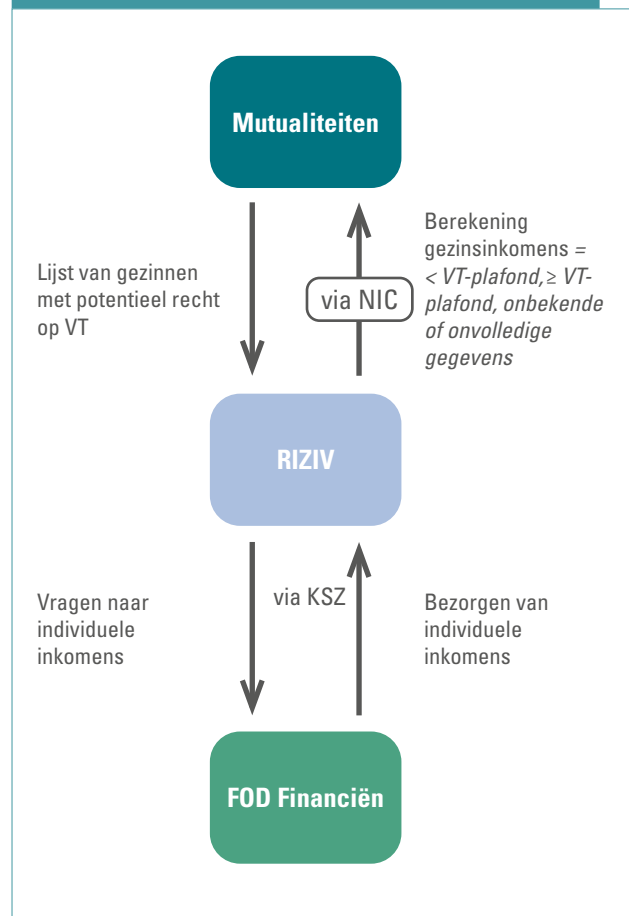 Mutualiteiten
Lijst van gezinnen
met potentieel recht
op VT
via NIC
Berekening
gezinsinkomens =
< VT-plafond, ≥ VT-
plafond, onbekende
of onvolledige
gegevens
RIZIV
Vragen naar
individuele
inkomens
via KSZ
Bezorgen van
individuele
inkomens
FOD Financiën